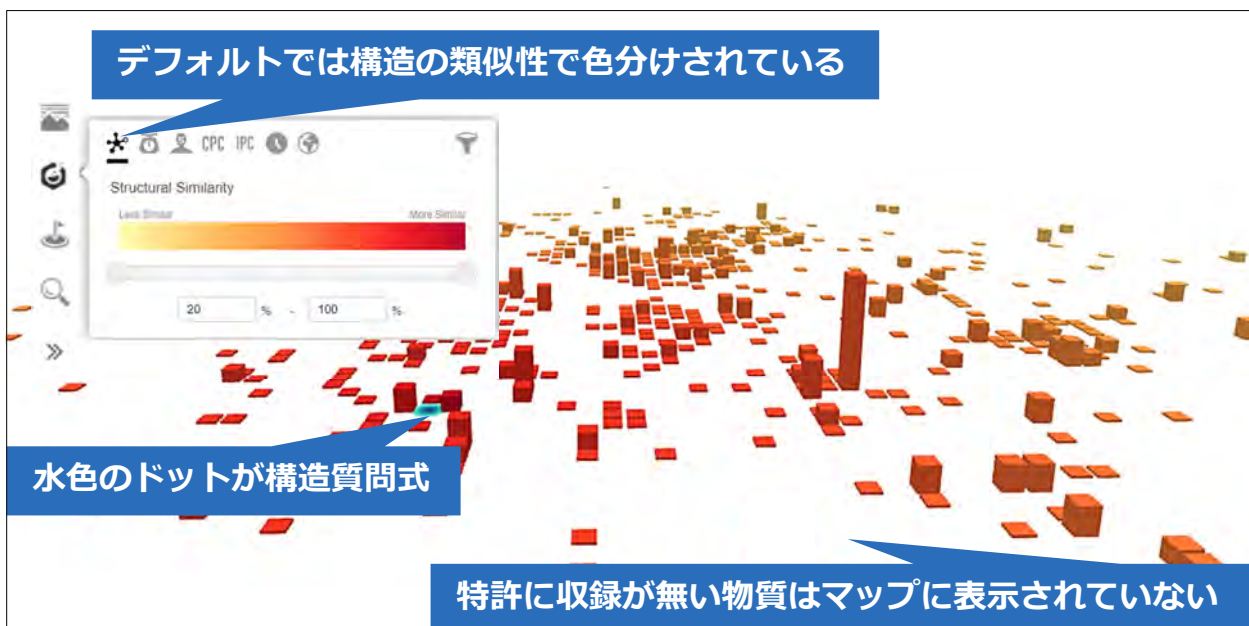 デフォルトでは構造の類似性で色分けされている
CPC IPC
Structural Similarity
Less Similar More Similar
20 % - 100 %
水色のドットが構造質問式
特許に収録が無い物質はマップに表示されていない